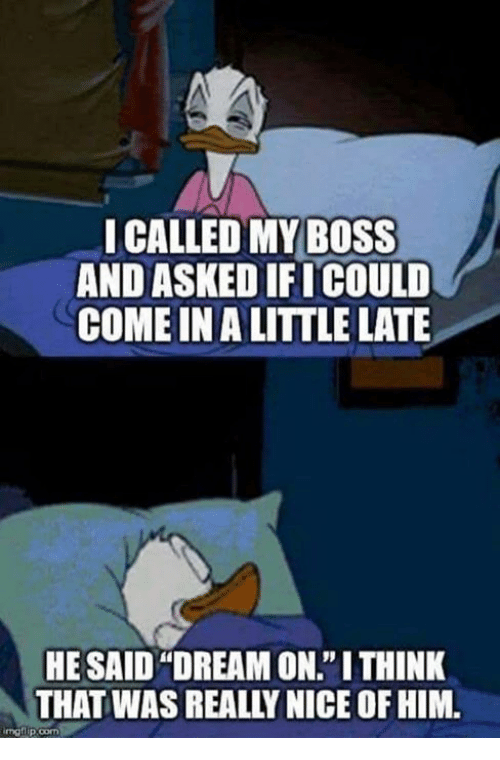 I CALLED MY BOSS
AND ASKED IF I COULD
COME IN A LITTLE LATE
HE SAID "DREAM ON." I THINK
THAT WAS REALLY NICE OF HIM.
imgflip.com